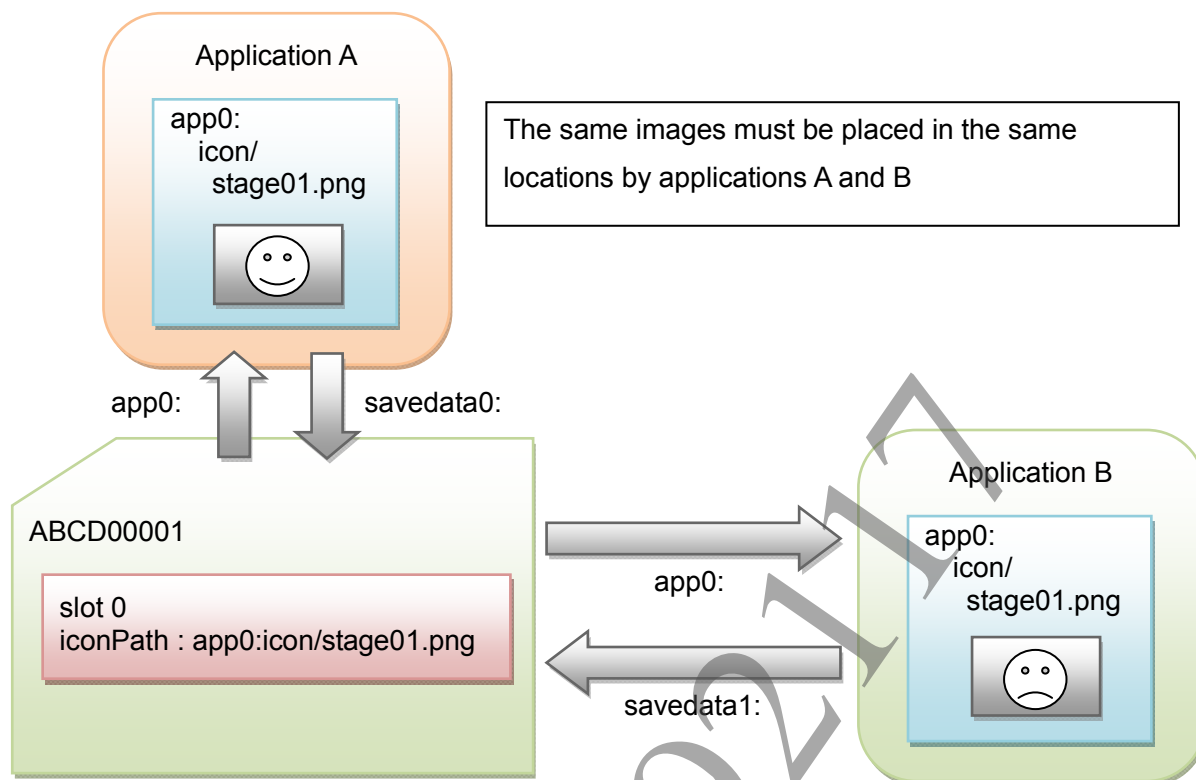 Application A
app0:
icon/
stage01.png
The same images must be placed in the same
locations by applications A and B
app0:
savedata0:
ABCD00001
slot 0
iconPath : app0:icon/stage01.png
app0:
savedata1:
Application B
app0:
icon/
stage01.png